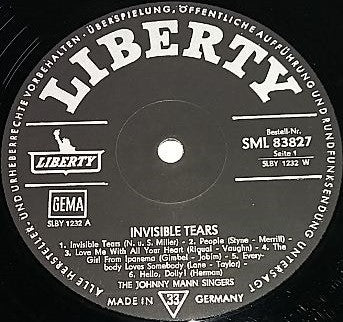 ALLE HERSTELLER- UND URHEBERRECHTE VORBEHALTEN - ÜBERSPIELUNG, ÖFFENTLICHE AUFFÜHRUNG UND RUNDFUNKSENDUNG UNTERSAGT
LIBERTY
LIBERTY
Bestell-Nr.
SML 83827
Seite 1
SLBY 1232 W
GEMA
SLBY 1232 A
INVISIBLE TEARS
1. Invisible Tears (N. u. S. Miller) - 2. People (Styne - Merrill)
3. Love Me With All Your Heart (Rigual - Vaughn) - 4. The
Girl From Ipanema (Gimbel - Jobim) - 5. Every-
body Loves Somebody (Lane - Taylor) -
6. Hello, Dolly! (Herman)
THE JOHNNY MANN SINGERS
MADE IN 33 GERMANY